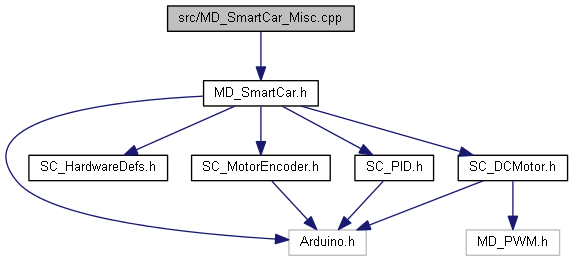 src/MD_SmartCar_Misc.cpp
MD_SmartCar.h
SC_HardwareDefs.h
SC_MotorEncoder.h
SC_PID.h
SC_DCMotor.h
Arduino.h
MD_PWM.h